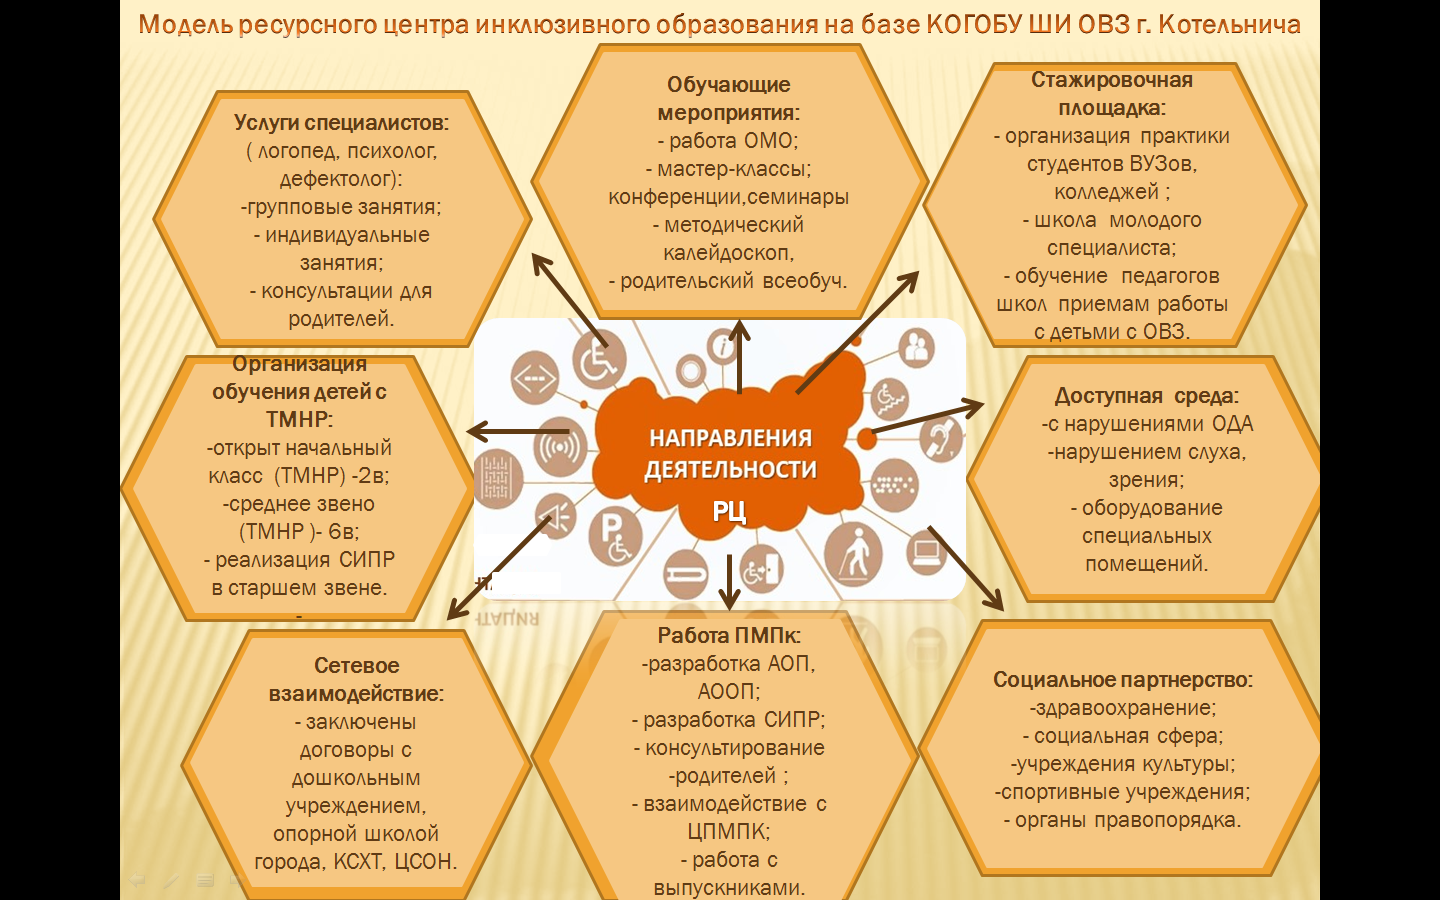 Модель ресурсного центра инклюзивного образования на базе КОГОБУ ШИ ОВЗ г. Котельнича
Услуги специалистов:
( логопед, психолог,
дефектолог):
-групповые занятия;
- индивидуальные
занятия;
- консультации для
родителей.
Обучающие
мероприятия:
- работа ОМО;
- мастер-классы;
конференции,семинары
- методический
калейдоскоп,
- родительский всеобуч.
Стажировочная
площадка:
- организация практики
студентов ВУЗов,
колледжей ;
- школа молодого
специалиста;
- обучение педагогов
школ приемам работы
с детьми с ОВЗ.
Организация
обучения детей с
ТМНР:
-открыт начальный
класс (ТМНР) -2в;
-среднее звено
(ТМНР )- 6в;
- реализация СИПР
в старшем звене.
-
НАПРАВЛЕНИЯ
ДЕЯТЕЛЬНОСТИ
РЦ
P
Доступная среда:
-с нарушениями ОДА
-нарушением слуха,
зрения;
- оборудование
специальных
помещений.
Сетевое
взаимодействие:
- заключены
договоры с
дошкольным
учреждением,
опорной школой
города, КСХТ, ЦСОН.
Работа ПМПк:
-разработка АОП,
АООП;
- разработка СИПР;
- консультирование
-родителей ;
- взаимодействие с
ЦПМПК;
- работа с
выпускниками.
Социальное партнерство:
-здравоохранение;
- социальная сфера;
-учреждения культуры;
-спортивные учреждения;
- органы правопорядка.